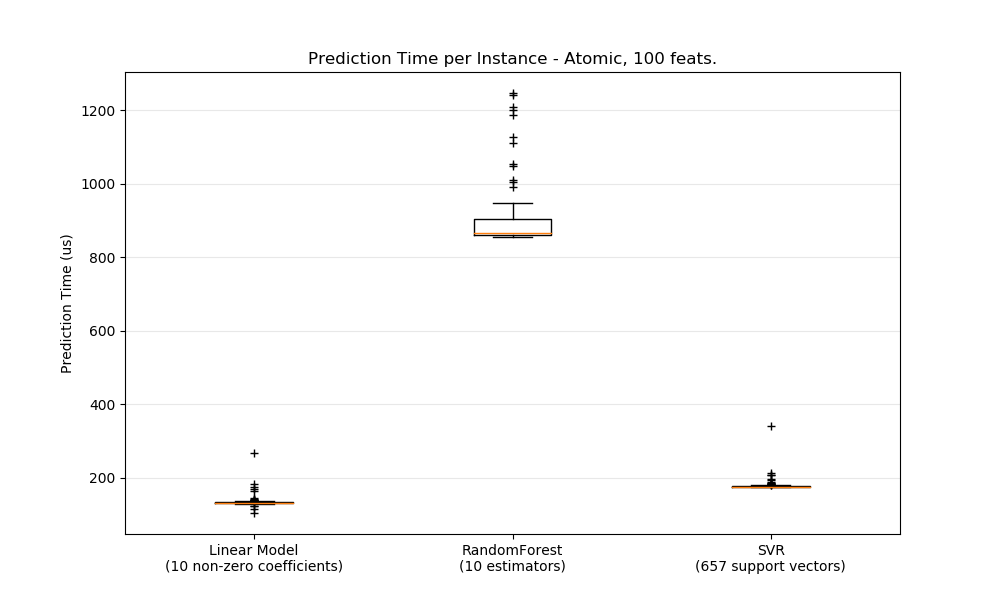 Prediction Time per Instance - Atomic, 100 feats.
Prediction Time (us)
1200
1000
800
600
400
200
Linear Model
(10 non-zero coefficients)
RandomForest
(10 estimators)
SVR
(657 support vectors)